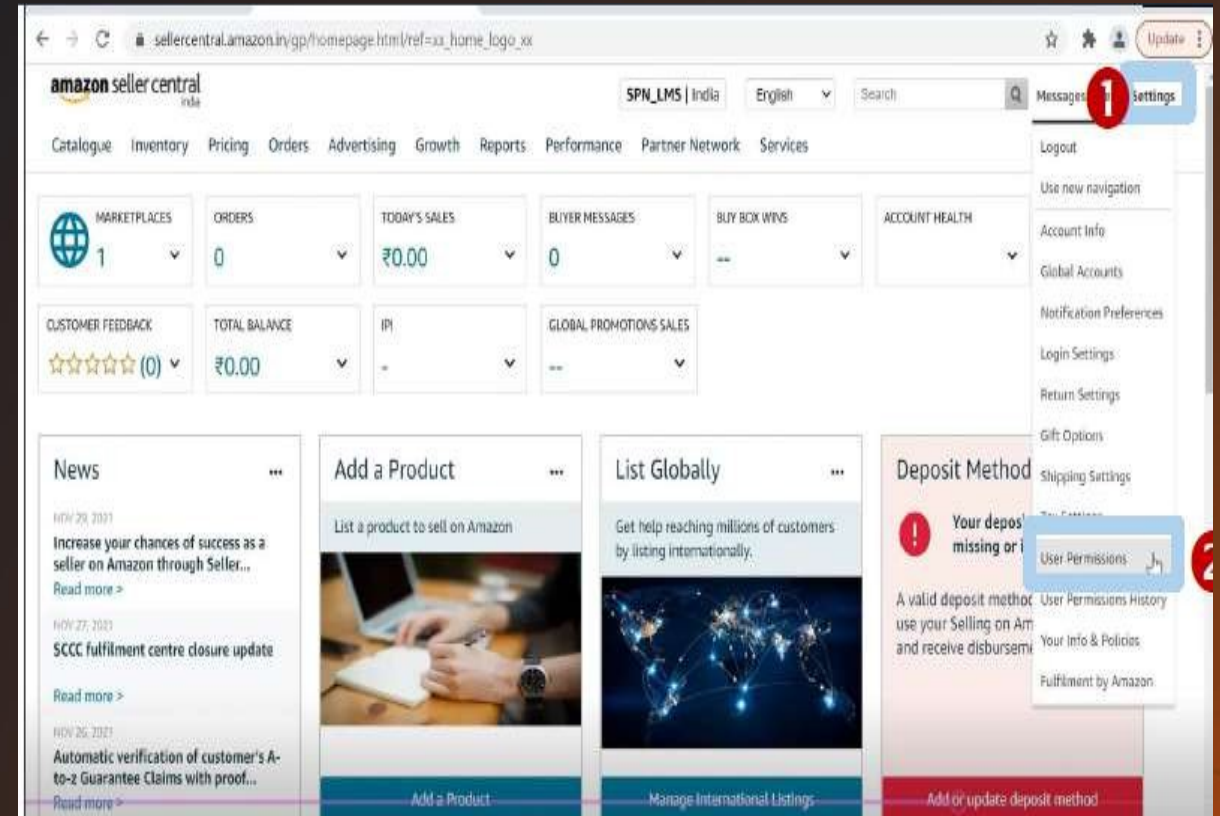 sellercentral.amazon.in/gp/homepage.html/ref=xx_home_logo_xx
Update
amazon seller central
india
SPN_LMS | India
English
Search
Messages
Settings
1
Catalogue Inventory Pricing Orders Advertising Growth Reports Performance Partner Network Services
Logout
Use new navigation
Account Info
Global Accounts
Notification Preferences
Login Settings
Return Settings
Gift Options
Shipping Settings
Tax Settings
User Permissions
2
User Permissions History
Your Info & Policies
Fulfilment by Amazon
MARKETPLACES
1
ORDERS
0
TODAY'S SALES
₹0.00
BUYER MESSAGES
0
BUY BOX WINS
--
ACCOUNT HEALTH
CUSTOMER FEEDBACK
(0)
TOTAL BALANCE
₹0.00
IPI
-
GLOBAL PROMOTIONS SALES
--
News
NOV 29, 2021
Increase your chances of success as a
seller on Amazon through Seller...
Read more >
NOV 27, 2021
SCCC fulfilment centre closure update
Read more >
NOV 26, 2021
Automatic verification of customer's A-
to-z Guarantee Claims with proof...
Read more >
Add a Product
List a product to sell on Amazon
Add a Product
List Globally
Get help reaching millions of customers
by listing internationally.
Manage International Listings
Deposit Method
Your depos
missing or i
A valid deposit method
use your Selling on Am
and receive disburseme
Add or update deposit method